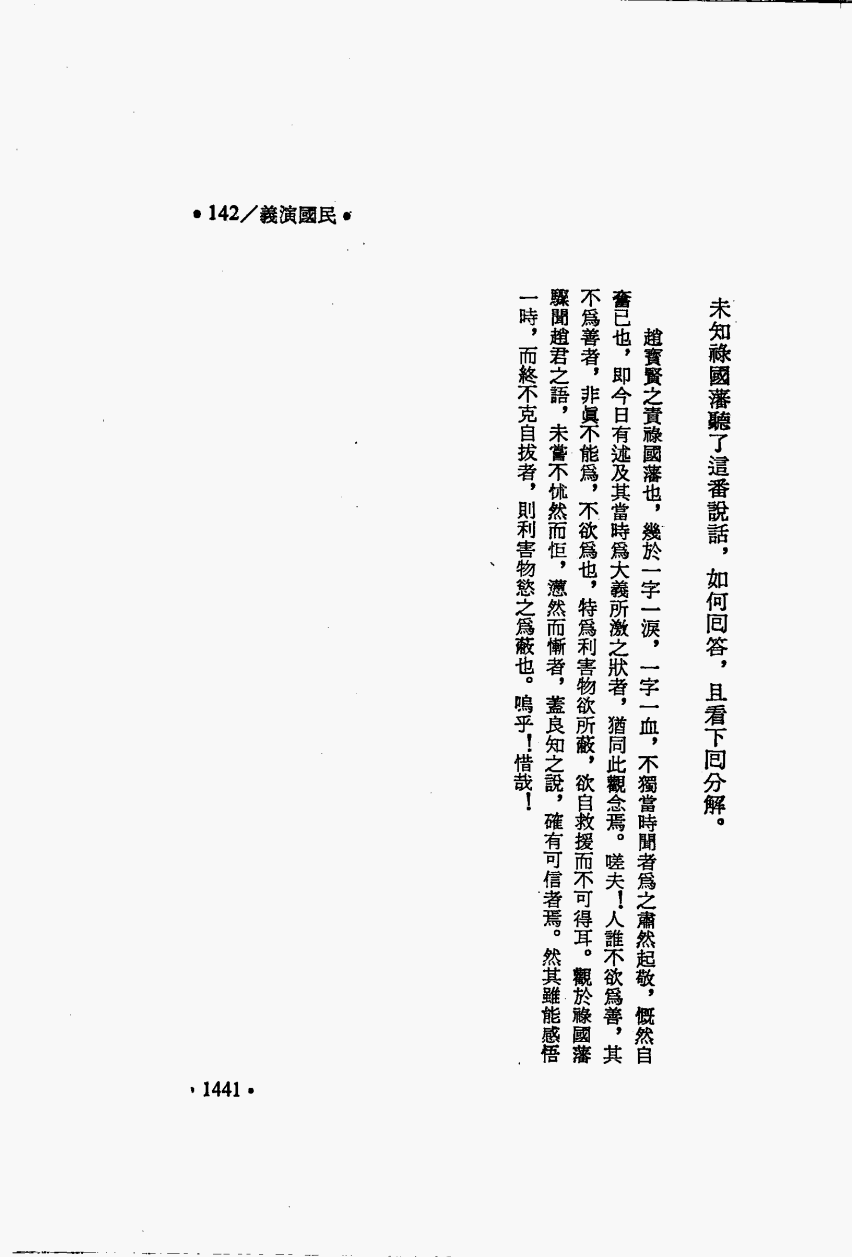 •142／義演國民•
未知祿國藩聽了這番說話，如何回答，且看下回分解。
趙寶賢之責祿國藩也，幾於一字一淚，一字一血，不獨當時聞者爲之肅然起敬，慨然自
奮已也，即今日有述及其當時爲大義所激之狀者，猶同此觀念焉。嗟夫！人誰不欲爲善，其
不爲善者，非眞不能爲，不欲爲也，特爲利害物欲所蔽，欲自救援而不可得耳。觀於祿國藩
驟聞趙君之語，未嘗不怵然而怛，懣然而慚者，蓋良知之說，確有可信者焉。然其雖能感悟
一時，而終不克自拔者，則利害物慾之爲蔽也。嗚乎！惜哉！
•1441•